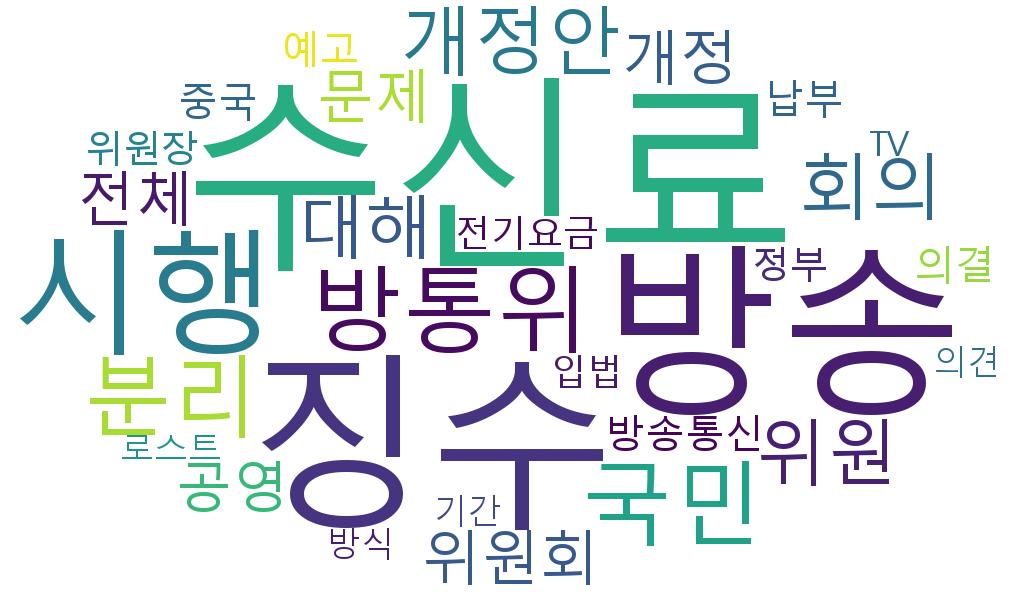 개정안
개정
예고
문제
중국
납부
수신료
위원장
TV
전체
회의
대해
전기요금
시행
방통위
방송
정부
의결
분리
징수
입법
의견
로스트
방송통신
위원
공영
국민
기간
방식
위원회